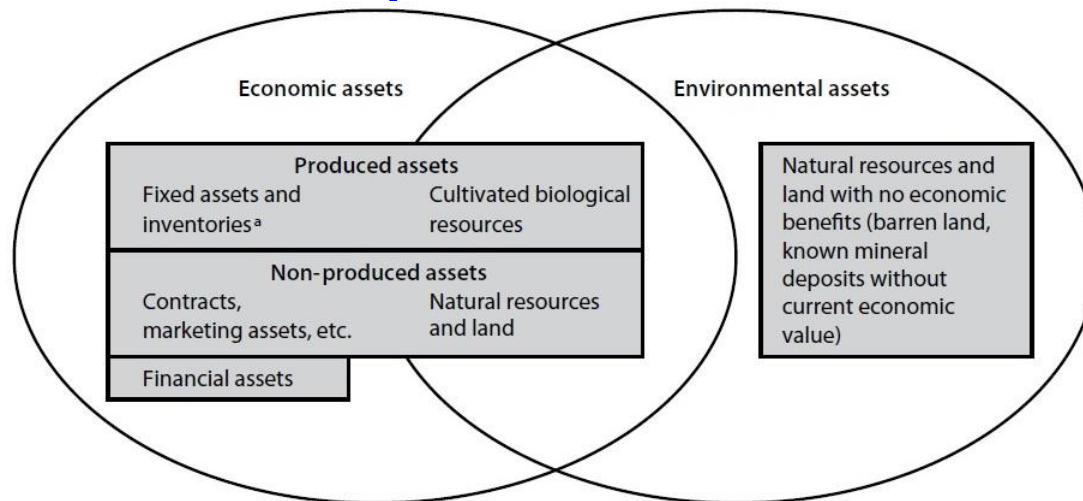 Economic assets
Environmental assets
Produced assets
Fixed assets and
inventories ᵃ
Cultivated biological
resources
Non-produced assets
Contracts,
marketing assets, etc.
Natural resources
and land
Financial assets
Natural resources and
land with no economic
benefits (barren land,
known mineral
deposits without
current economic
value)